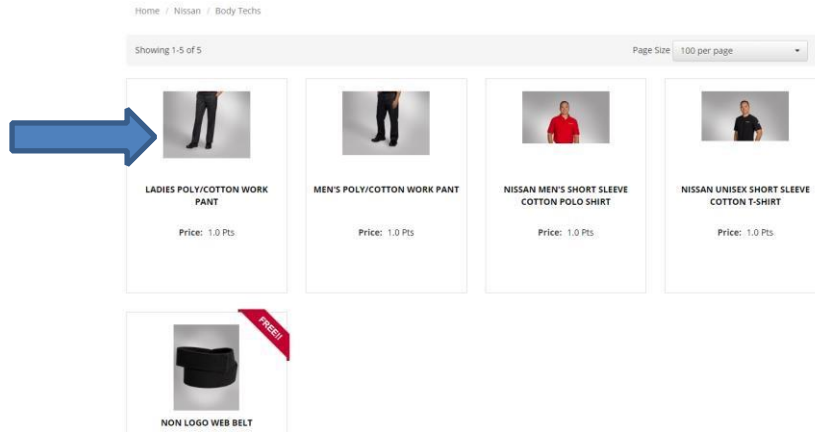 Home / Nissan / Body Techs
Showing 1-5 of 5
Page Size 100 per page
LADIES POLY/COTTON WORK
PANT
Price: 1.0 Pts
MEN'S POLY/COTTON WORK PANT
Price: 1.0 Pts
NISSAN MEN'S SHORT SLEEVE
COTTON POLO SHIRT
Price: 1.0 Pts
NISSAN UNISEX SHORT SLEEVE
COTTON T-SHIRT
Price: 1.0 Pts
FREE!!
NON LOGO WEB BELT